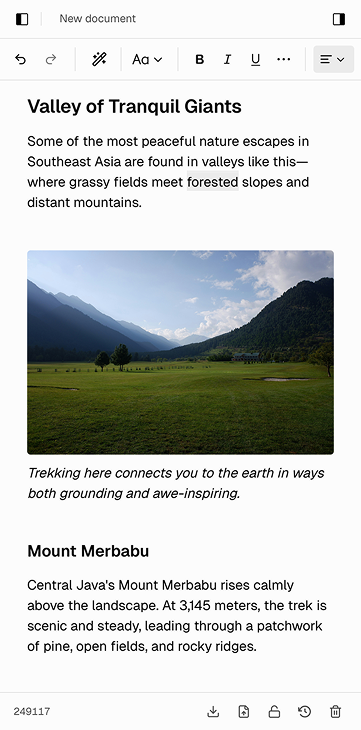 New document
Aa
B
I
U
Valley of Tranquil Giants
Some of the most peaceful nature escapes in
Southeast Asia are found in valleys like this—
where grassy fields meet forested slopes and
distant mountains.
Trekking here connects you to the earth in ways
both grounding and awe-inspiring.
Mount Merbabu
Central Java's Mount Merbabu rises calmly
above the landscape. At 3,145 meters, the trek is
scenic and steady, leading through a patchwork
of pine, open fields, and rocky ridges.
249117